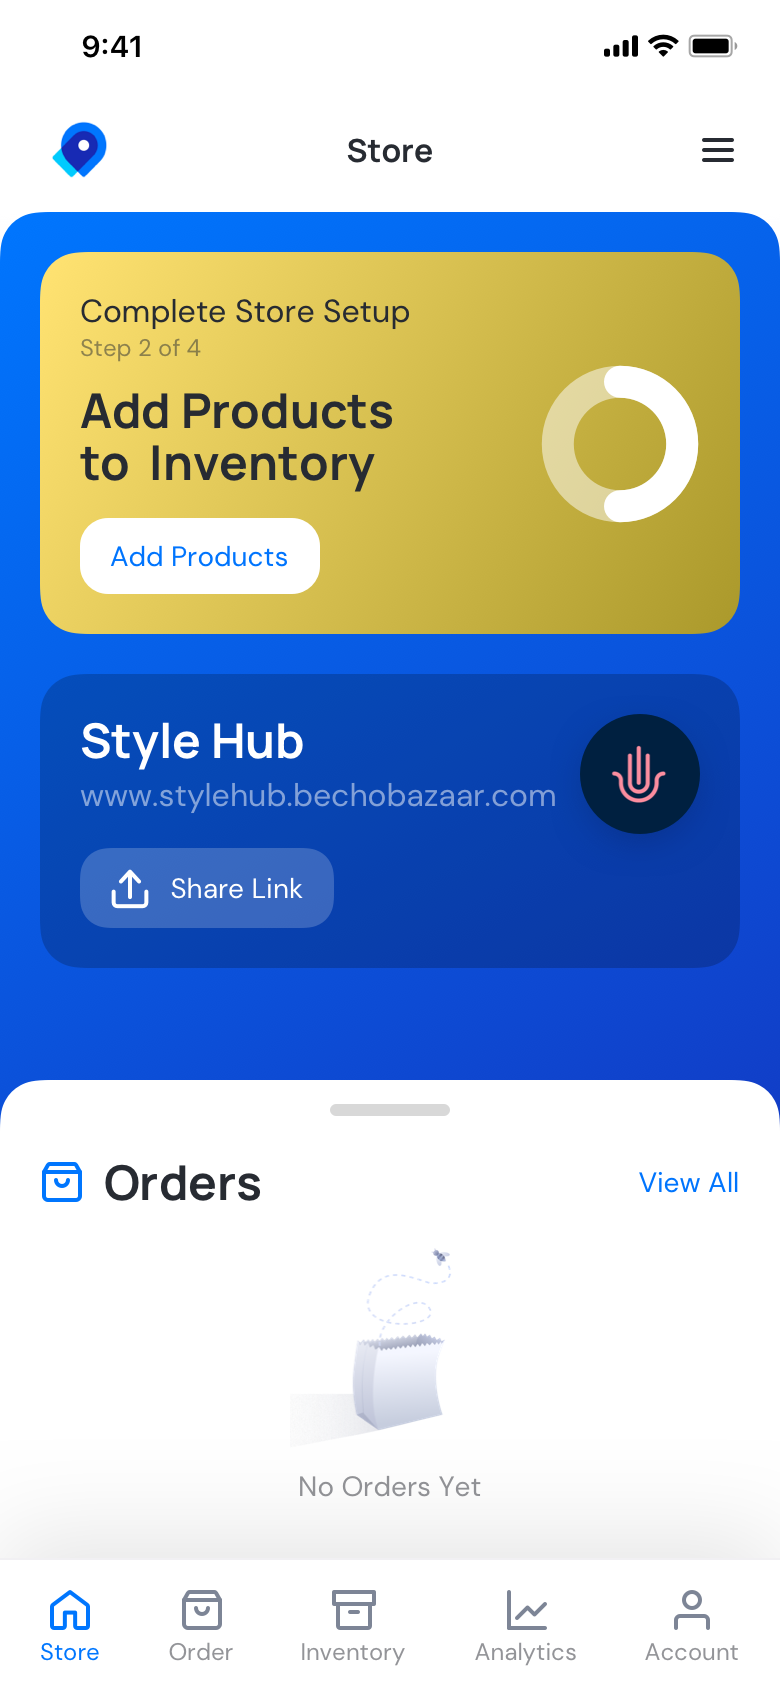 9:41
Store
Complete Store Setup
Step 2 of 4
Add Products
to Inventory
Add Products
Style Hub
www.stylehub.bechobazaar.com
Share Link
Orders
View All
No Orders Yet
Store
Order
Inventory
Analytics
Account